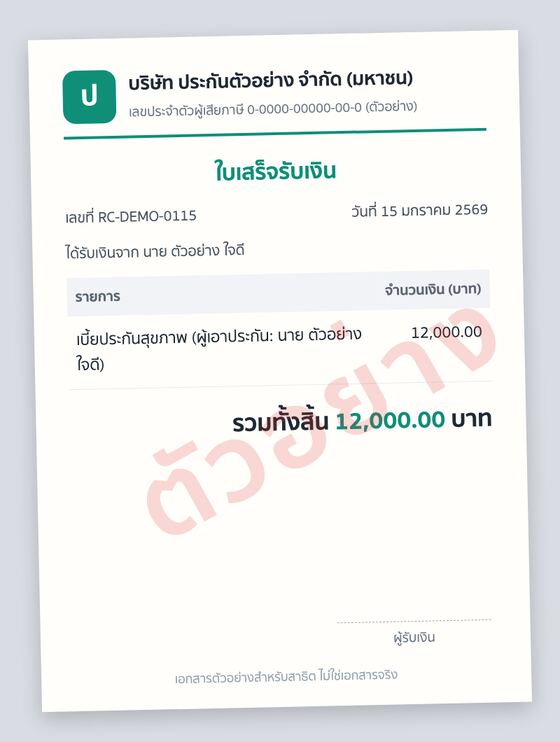 ป
บริษัท ประกันตัวอย่าง จำกัด (มหาชน)
เลขประจำตัวผู้เสียภาษี 0-0000-00000-00-0 (ตัวอย่าง)
ใบเสร็จรับเงิน
เลขที่ RC-DEMO-0115 วันที่ 15 มกราคม 2569
ได้รับเงินจาก นาย ตัวอย่าง ใจดี
รายการ จำนวนเงิน (บาท)
เบี้ยประกันสุขภาพ (ผู้เอาประกัน: นาย ตัวอย่าง 12,000.00
ใจดี)
รวมทั้งสิ้น 12,000.00 บาท
ตัวอย่าง
ผู้รับเงิน
เอกสารตัวอย่างสำหรับสาธิต ไม่ใช่เอกสารจริง